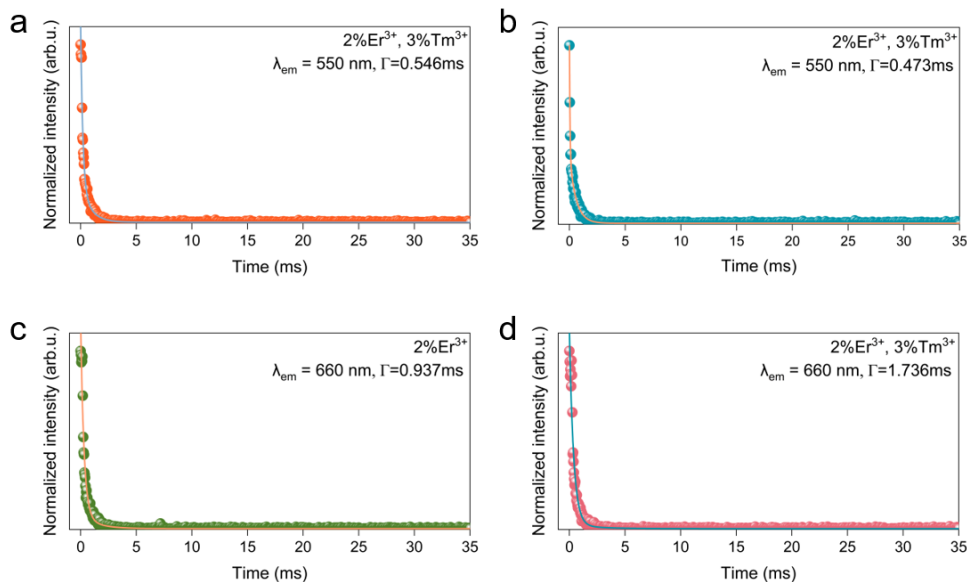 a
2%Er³⁺, 3%Tm³⁺
λem = 550 nm, Γ=0.546ms
Normalized intensity (arb.u.)
0 5 10 15 20 25 30 35
Time (ms)
b
2%Er³⁺, 3%Tm³⁺
λem = 550 nm, Γ=0.473ms
Normalized intensity (arb.u.)
0 5 10 15 20 25 30 35
Time (ms)
c
2%Er³⁺
λem = 660 nm, Γ=0.937ms
Normalized intensity (arb.u.)
0 5 10 15 20 25 30 35
Time (ms)
d
2%Er³⁺, 3%Tm³⁺
λem = 660 nm, Γ=1.736ms
Normalized intensity (arb.u.)
0 5 10 15 20 25 30 35
Time (ms)